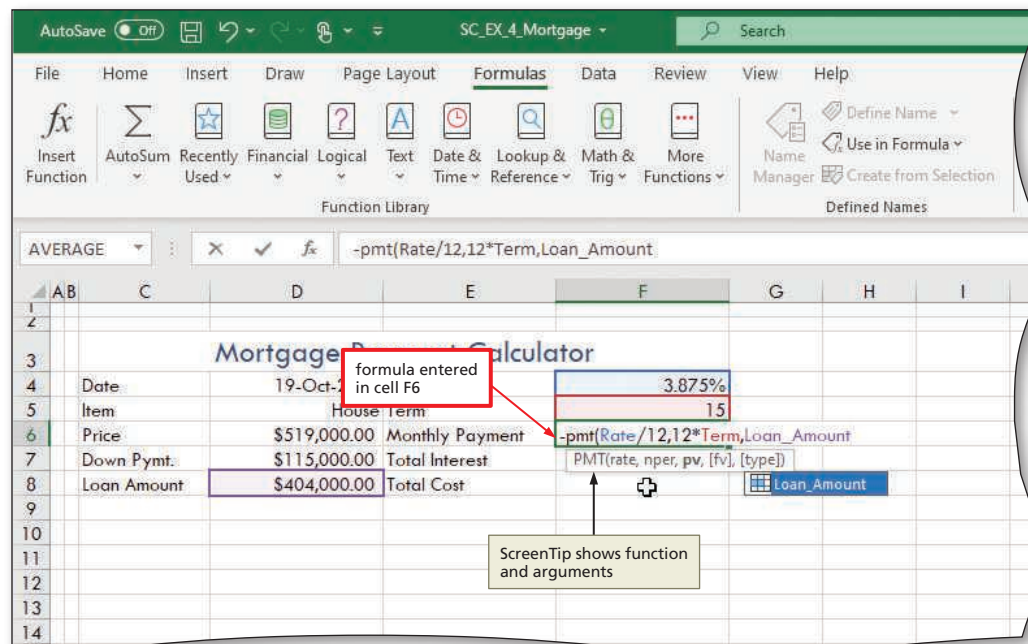 AutoSave Off SC_EX_4_Mortgage Search
File Home Insert Draw Page Layout Formulas Data Review View Help
fx Σ ? A θ
Insert Function AutoSum Recently Used Financial Logical Text Date & Time Lookup & Reference Math & Trig More Functions Name Manager
Define Name
Use in Formula
Create from Selection
Function Library Defined Names
AVERAGE fx -pmt(Rate/12,12*Term,Loan_Amount
A B C D E F G H I
1
2
3 Mortgage Calculator
formula entered
in cell F6
4 Date 19-Oct-2 3.875%
5 Item House Term 15
6 Price $519,000.00 Monthly Payment -pmt(Rate/12,12*Term,Loan_Amount
7 Down Pymt. $115,000.00 Total Interest PMT(rate, nper, pv, [fv], [type])
8 Loan Amount $404,000.00 Total Cost Loan_Amount
9
10
11
ScreenTip shows function
and arguments
12
13
14